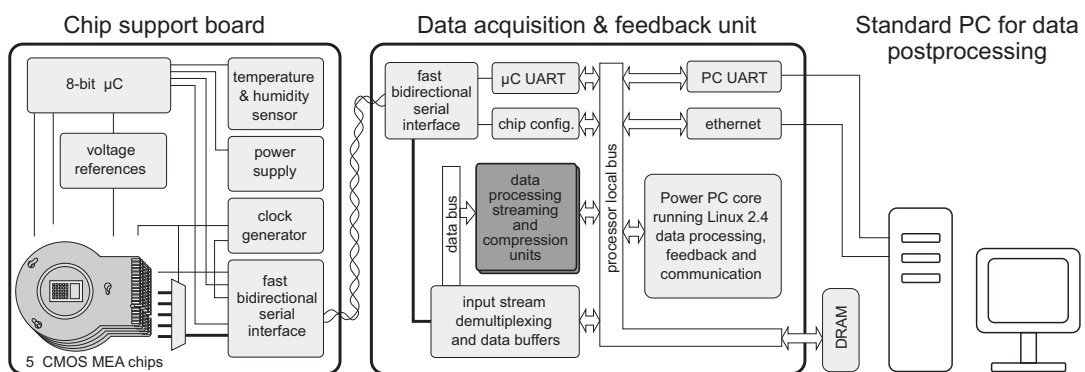 Chip support board
8-bit µC
temperature
& humidity
sensor
voltage
references
power
supply
clock
generator
fast
bidirectional
serial
interface
5 CMOS MEA chips
Data acquisition & feedback unit
fast
bidirectional
serial
interface
µC UART
chip config.
data bus
data
processing
streaming
and
compression
units
input stream
demultiplexing
and data buffers
processor local bus
PC UART
ethernet
Power PC core
running Linux 2.4
data processing,
feedback and
communication
DRAM
Standard PC for data
postprocessing